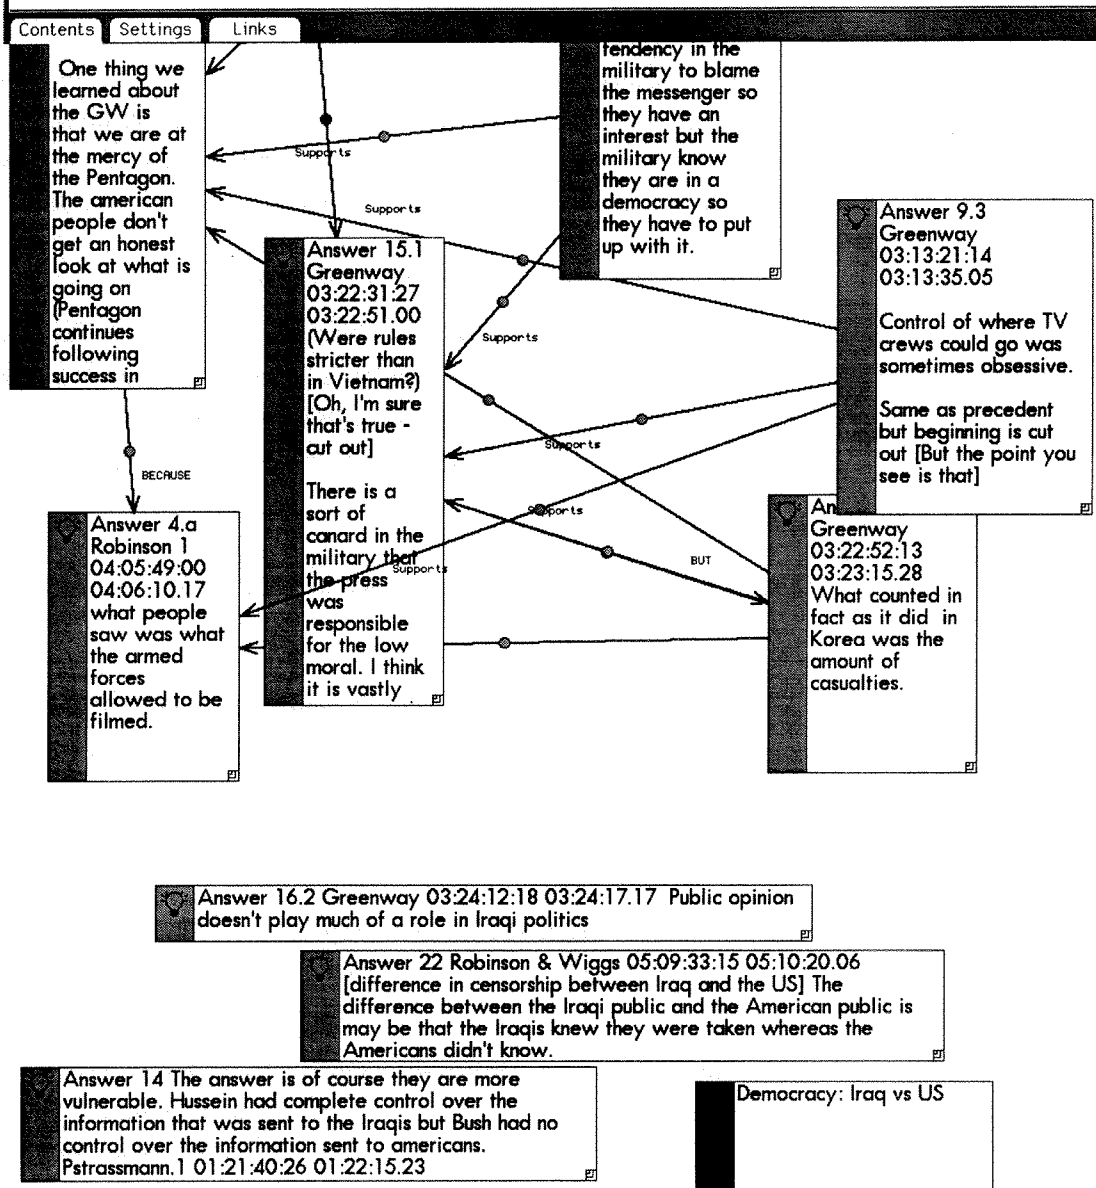 Contents
Settings
Links
One thing we
learned about
the GW is
that we are at
the mercy of
the Pentagon.
The american
people don't
get an honest
look at what is
going on
(Pentagon
continues
following
success in
tendency in the
military to blame
the messenger so
they have an
interest but the
military know
they are in a
democracy so
they have to put
up with it.
Supports
Supports
Answer 9.3
Greenway
03:13:21:14
03:13:35.05
Control of where TV
crews could go was
sometimes obsessive.
Same as precedent
but beginning is cut
out [But the point you
see is that]
Answer 15.1
Greenway
03:22:31:27
03:22:51.00
(Were rules
stricter than
in Vietnam?)
[Oh, I'm sure
that's true -
cut out]
There is a
sort of
canard in the
military that
the press
was
responsible
for the low
moral. I think
it is vastly
Supports
Supports
Supports
Supports
BECAUSE
BUT
Answer 4.a
Robinson 1
04:05:49:00
04:06:10.17
what people
saw was what
the armed
forces
allowed to be
filmed.
An
Greenway
03:22:52:13
03:23:15.28
What counted in
fact as it did in
Korea was the
amount of
casualties.
Answer 16.2 Greenway 03:24:12:18 03:24:17.17 Public opinion
doesn't play much of a role in Iraqi politics
Answer 22 Robinson & Wiggs 05:09:33:15 05:10:20.06
[difference in censorship between Iraq and the US] The
difference between the Iraqi public and the American public is
may be that the Iraqis knew they were taken whereas the
Americans didn't know.
Answer 14 The answer is of course they are more
vulnerable. Hussein had complete control over the
information that was sent to the Iraqis but Bush had no
control over the information sent to americans.
Pstrassmann.1 01:21:40:26 01:22:15.23
Democracy: Iraq vs US